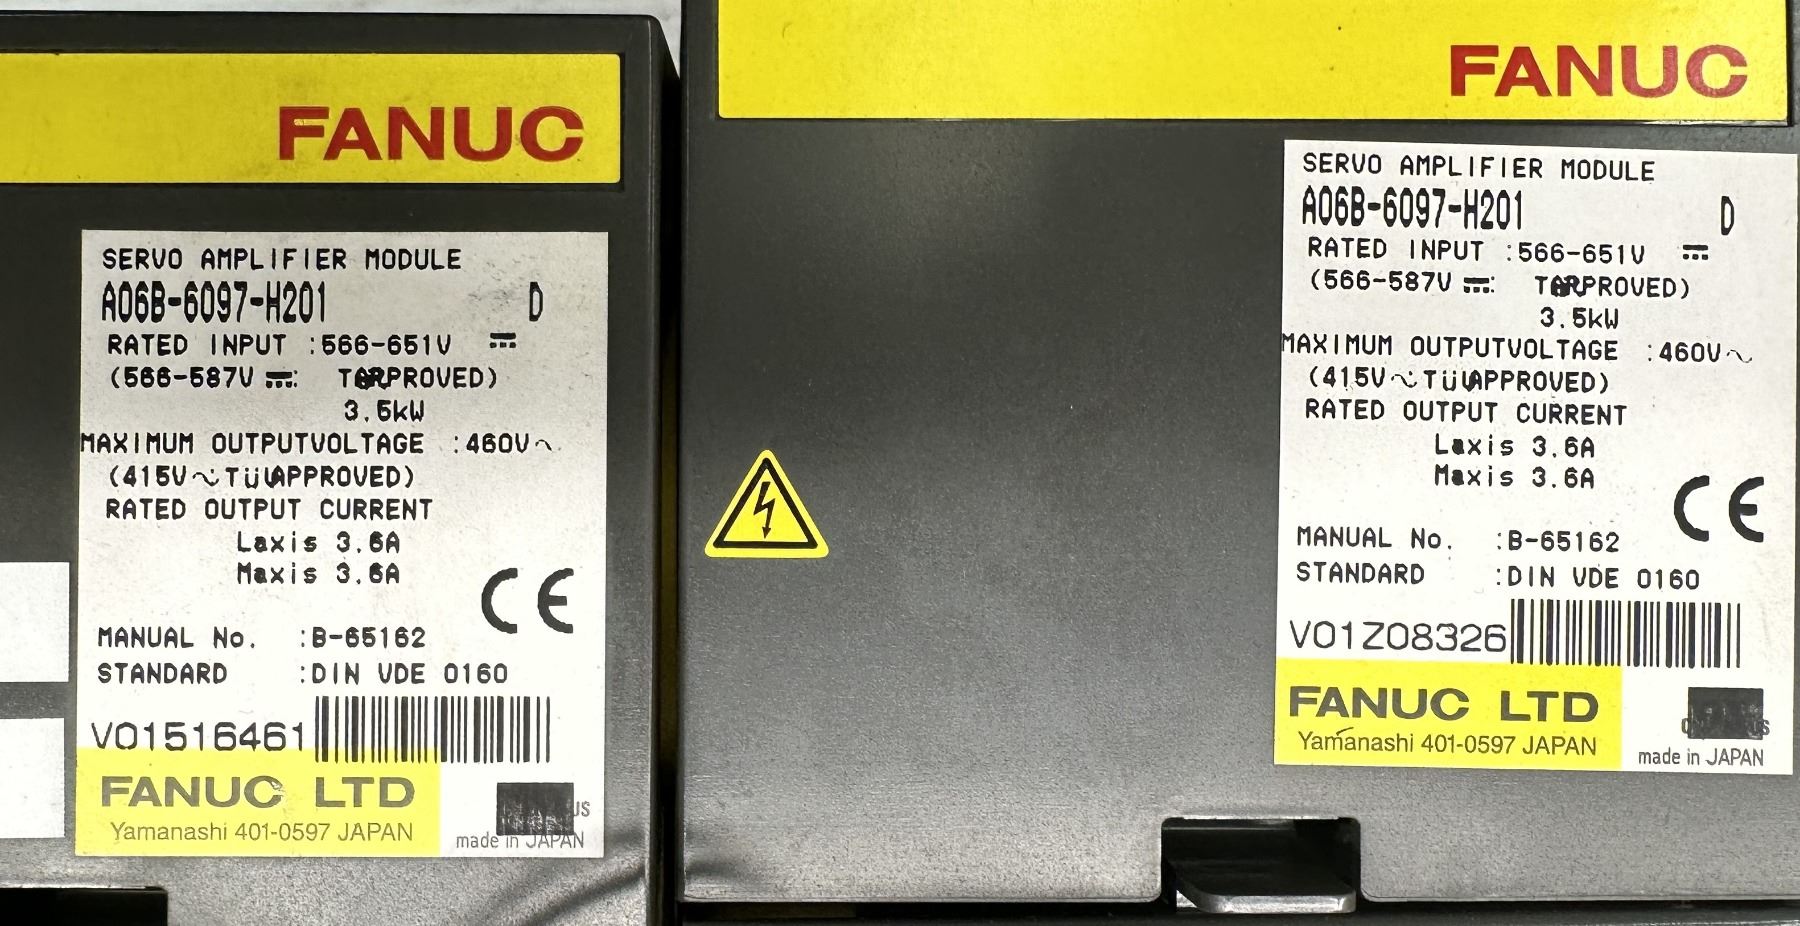 FANUC
SERVO AMPLIFIER MODULE
A06B-6097-H201 D
RATED INPUT :566-651V
(566-587V : APPROVED)
3.5kW
MAXIMUM OUTPUTVOLTAGE :460V~
(415V~:TÜV APPROVED)
RATED OUTPUT CURRENT
Laxis 3.6A
Maxis 3.6A
CE
MANUAL No. :B-65162
STANDARD :DIN VDE 0160
V01516461
FANUC LTD
Yamanashi 401-0597 JAPAN
made in JAPAN
FANUC
SERVO AMPLIFIER MODULE
A06B-6097-H201 D
RATED INPUT :566-651V
(566-587V : APPROVED)
3.5kW
MAXIMUM OUTPUTVOLTAGE :460V~
(415V~:TÜV APPROVED)
RATED OUTPUT CURRENT
Laxis 3.6A
Maxis 3.6A
CE
MANUAL No. :B-65162
STANDARD :DIN VDE 0160
V01Z08326
FANUC LTD
Yamanashi 401-0597 JAPAN
made in JAPAN